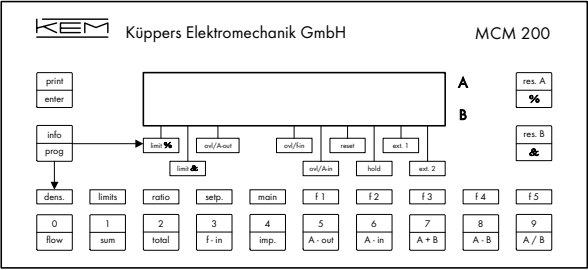 KEM Küppers Elektromechanik GmbH MCM 200
print
enter
A
B
res. A
%
info
prog
limit % ovl/A-out ovl/f-in reset ext. 1
limit & ovl/A-in hold ext. 2
res. B
&
dens. limits ratio setp. main f 1 f 2 f 3 f 4 f 5
0 1 2 3 4 5 6 7 8 9
flow sum total f - in imp. A - out A - in A + B A - B A / B